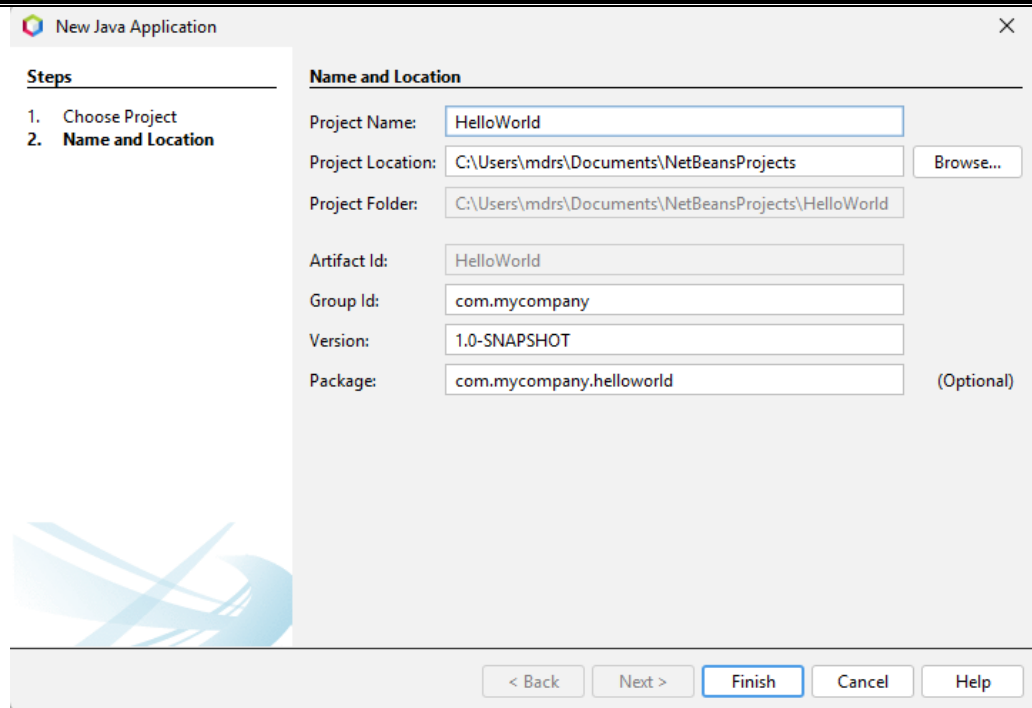 New Java Application
Steps
1. Choose Project
2. Name and Location
Name and Location
Project Name: HelloWorld
Project Location: C:\Users\mdrs\Documents\NetBeansProjects Browse...
Project Folder: C:\Users\mdrs\Documents\NetBeansProjects\HelloWorld
Artifact Id: HelloWorld
Group Id: com.mycompany
Version: 1.0-SNAPSHOT
Package: com.mycompany.helloworld (Optional)
< Back Next > Finish Cancel Help